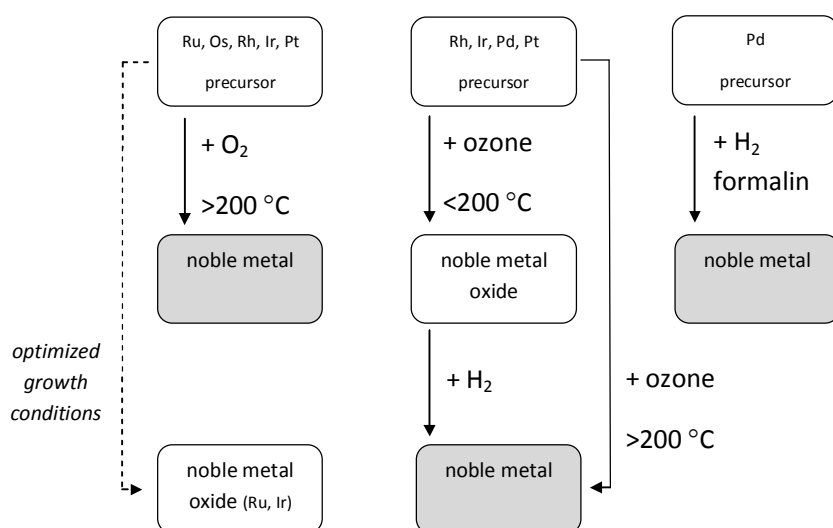 Ru, Os, Rh, Ir, Pt
precursor
+ O₂
>200 °C
noble metal
optimized
growth
conditions
noble metal
oxide (Ru, Ir)
Rh, Ir, Pd, Pt
precursor
+ ozone
<200 °C
noble metal
oxide
+ H₂
noble metal
+ ozone
>200 °C
Pd
precursor
+ H₂
formalin
noble metal